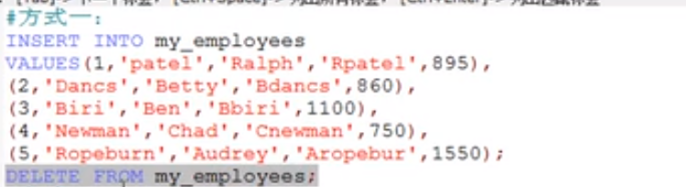 #方式一:
INSERT INTO my_employees
VALUES(1,'patel','Ralph','Rpatel',895),
(2,'Dancs','Betty','Bdancs',860),
(3,'Biri','Ben','Bbiri',1100),
(4,'Newman','Chad','Cnewman',750),
(5,'Ropeburn','Audrey','Aropebur',1550);
DELETE FROM my_employees;